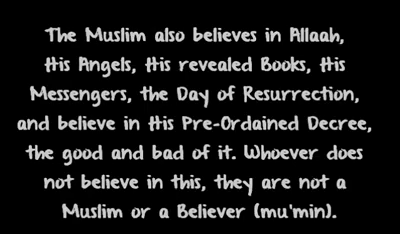 The Muslim also believes in Allaah,
His Angels, His revealed Books, His
Messengers, the Day of Resurrection,
and believe in His Pre-Ordained Decree,
the good and bad of it. Whoever does
not believe in this, they are not a
Muslim or a Believer (mu'min).